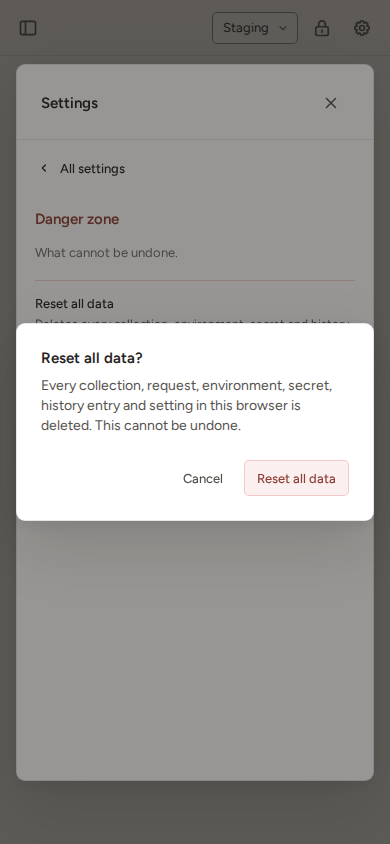 Staging
Settings
All settings
Danger zone
What cannot be undone.
Reset all data
Reset all data?
Every collection, request, environment, secret,
history entry and setting in this browser is
deleted. This cannot be undone.
Cancel
Reset all data